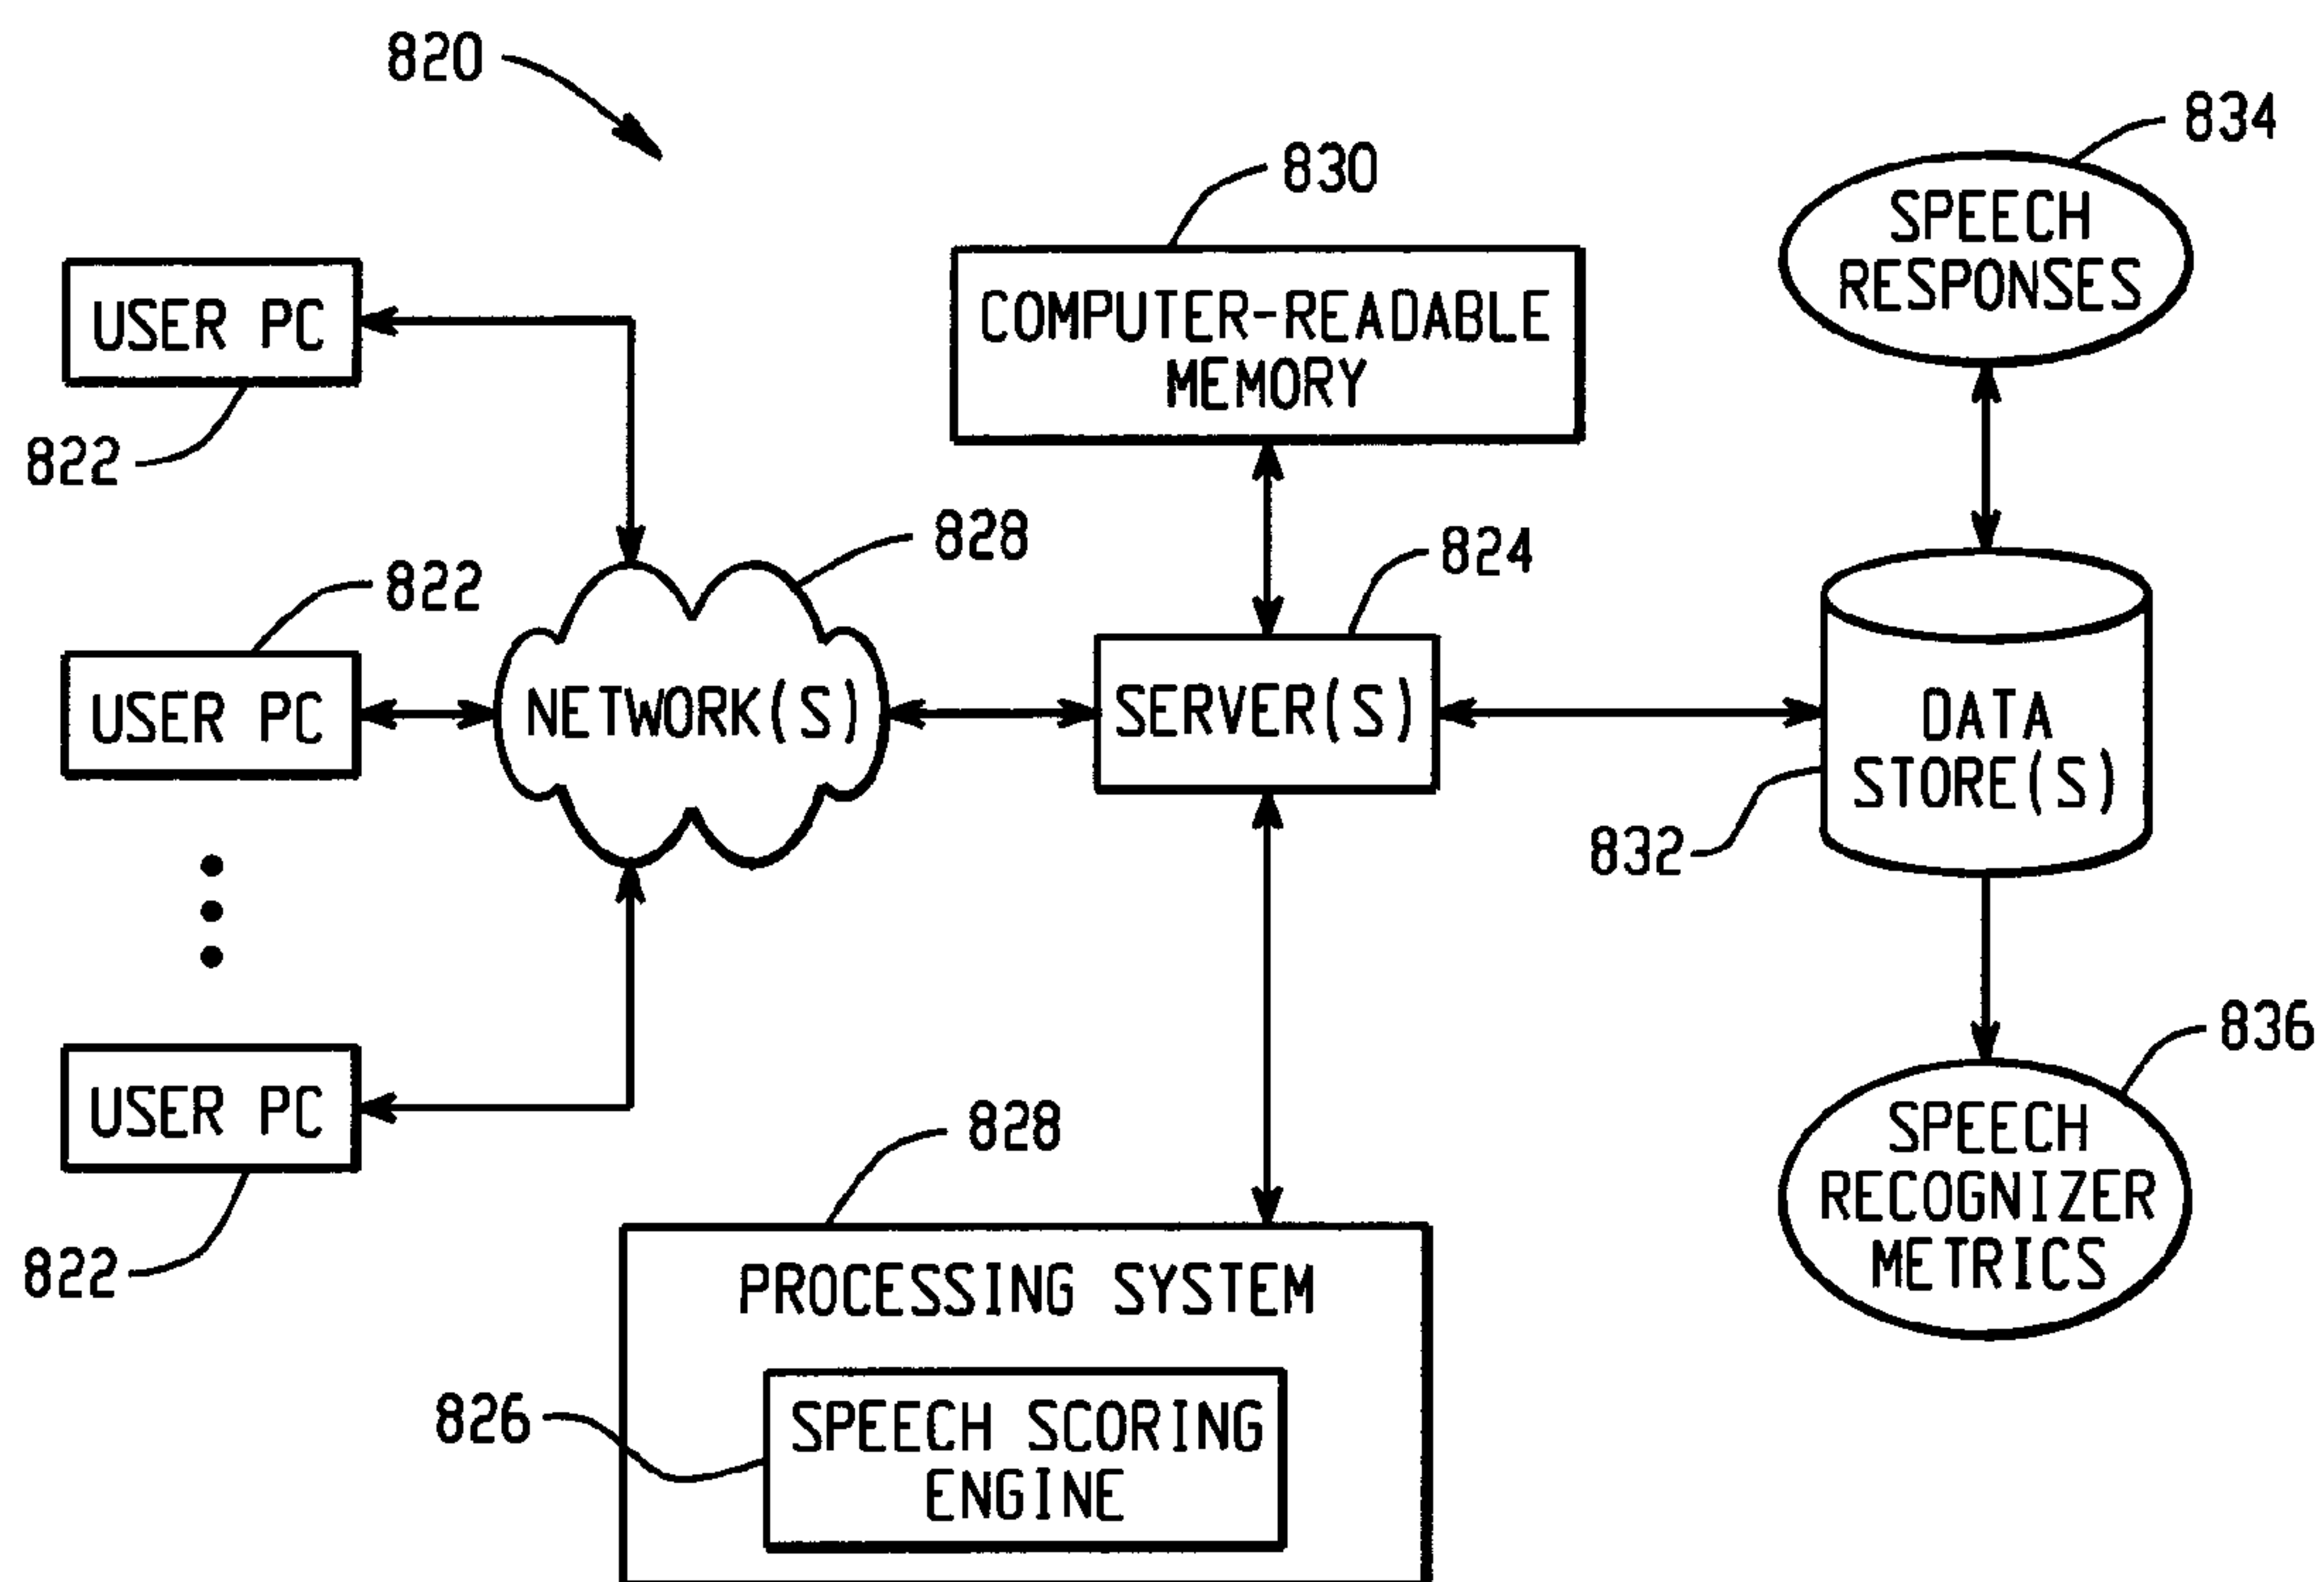 820
834
830
SPEECH
RESPONSES
USER PC
COMPUTER-READABLE
MEMORY
822
828
824
822
USER PC
NETWORK(S)
SERVER(S)
DATA
STORE(S)
832
836
USER PC
828
SPEECH
RECOGNIZER
METRICS
822
PROCESSING SYSTEM
826
SPEECH SCORING
ENGINE